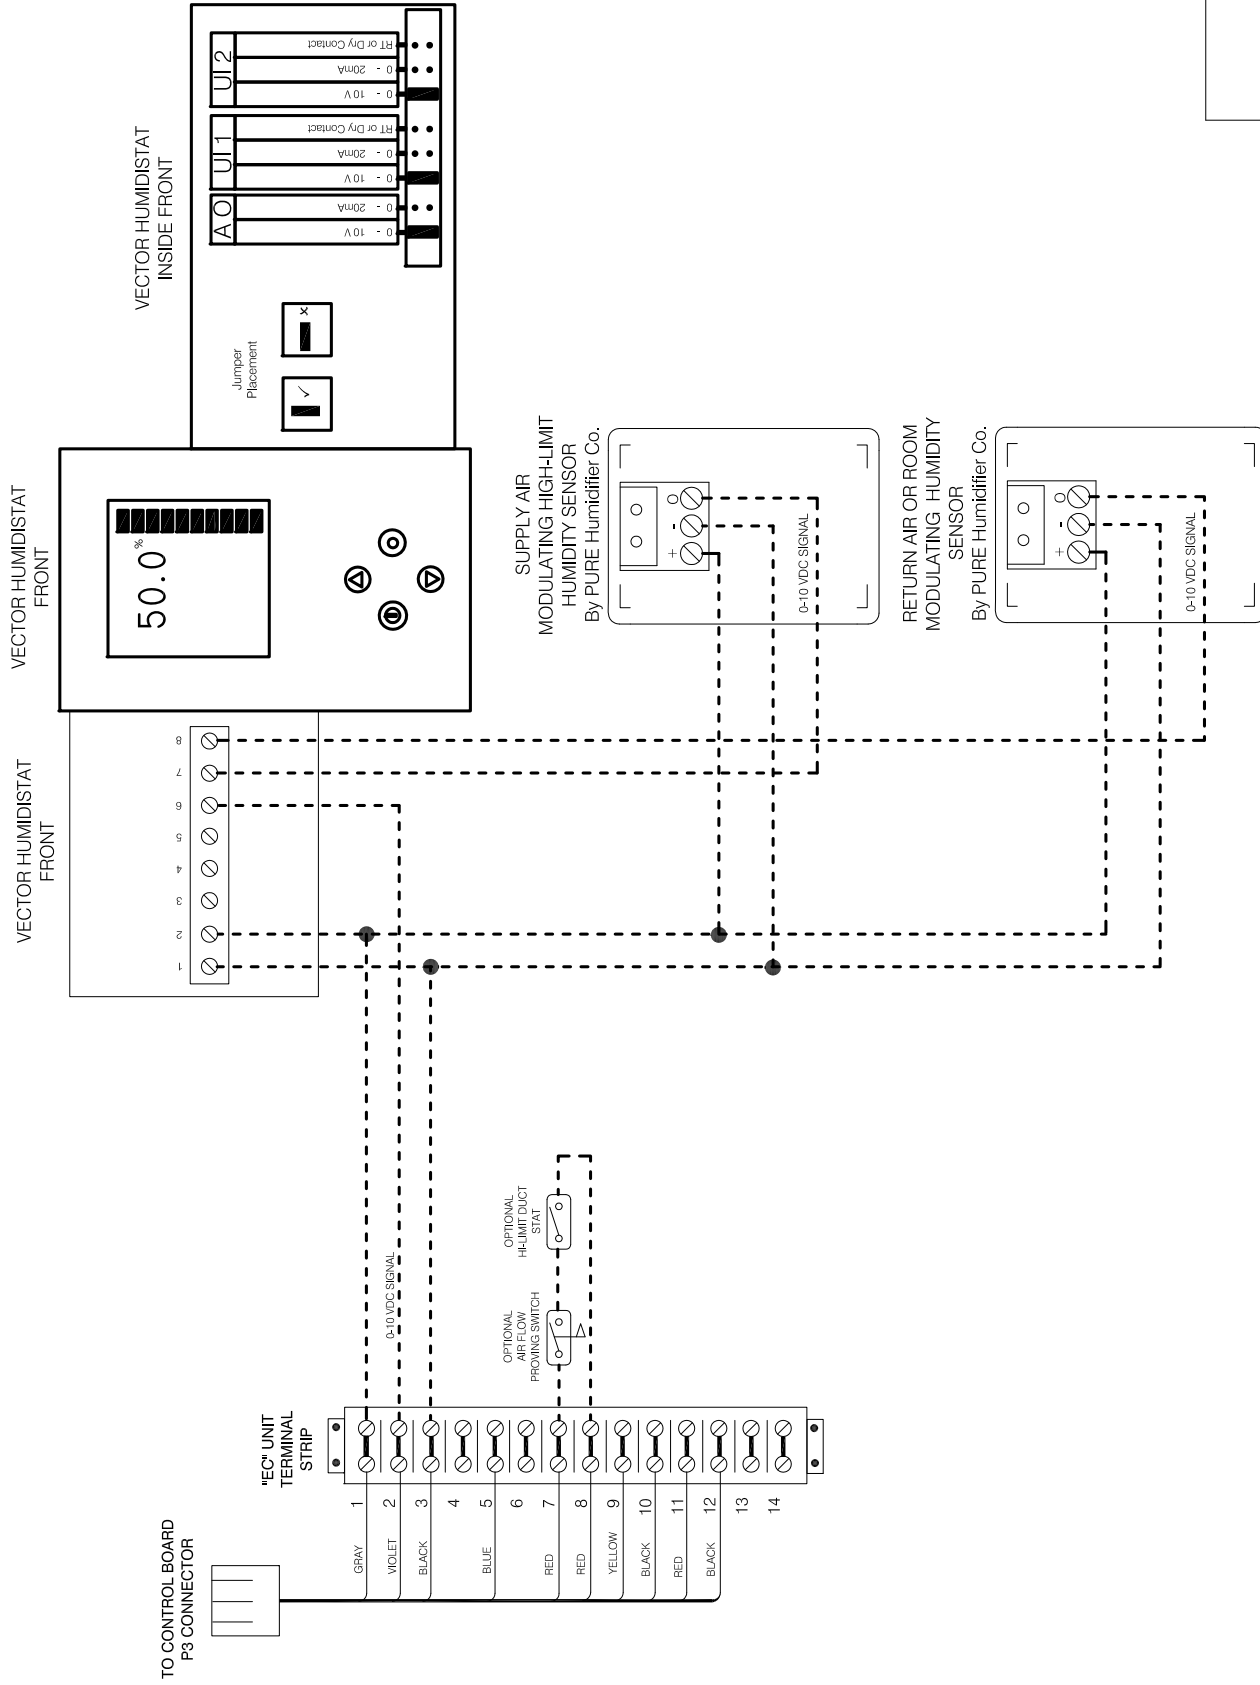 VECTOR HUMIDISTAT
INSIDE FRONT
UI 2
RT or Dry Contact
0 - 20mA
0 - 10 V
UI 1
RT or Dry Contact
0 - 20mA
0 - 10 V
A O
0 - 20mA
0 - 10 V
Jumper
Placement
✓
x
VECTOR HUMIDISTAT
FRONT
50.0 %
VECTOR HUMIDISTAT
FRONT
1
2
3
4
5
6
7
8
SUPPLY AIR
MODULATING HIGH-LIMIT
HUMIDITY SENSOR
By PURE Humidifier Co.
+ - O
0-10 VDC SIGNAL
RETURN AIR OR ROOM
MODULATING HUMIDITY
SENSOR
By PURE Humidifier Co.
+ - O
0-10 VDC SIGNAL
0-10 VDC SIGNAL
OPTIONAL
HI-LIMIT DUCT
STAT
OPTIONAL
AIR FLOW
PROVING SWITCH
"EC" UNIT
TERMINAL
STRIP
1
2
3
4
5
6
7
8
9
10
11
12
13
14
GRAY
VIOLET
BLACK
BLUE
RED
RED
YELLOW
BLACK
RED
BLACK
TO CONTROL BOARD
P3 CONNECTOR